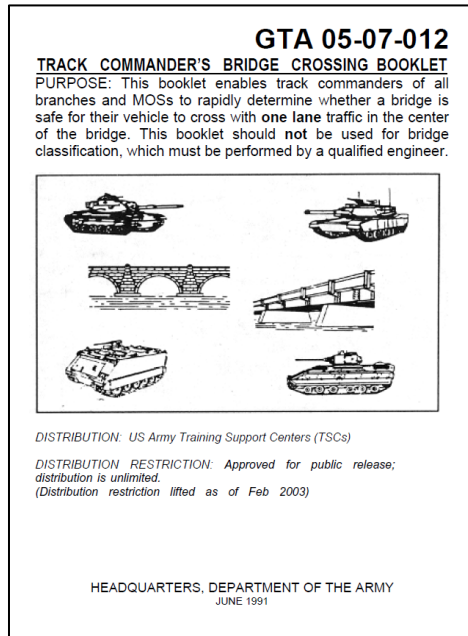 GTA 05-07-012
TRACK COMMANDER'S BRIDGE CROSSING BOOKLET
PURPOSE: This booklet enables track commanders of all
branches and MOSs to rapidly determine whether a bridge is
safe for their vehicle to cross with one lane traffic in the center
of the bridge. This booklet should not be used for bridge
classification, which must be performed by a qualified engineer.
DISTRIBUTION: US Army Training Support Centers (TSCs)
DISTRIBUTION RESTRICTION: Approved for public release;
distribution is unlimited.
(Distribution restriction lifted as of Feb 2003)
HEADQUARTERS, DEPARTMENT OF THE ARMY
JUNE 1991